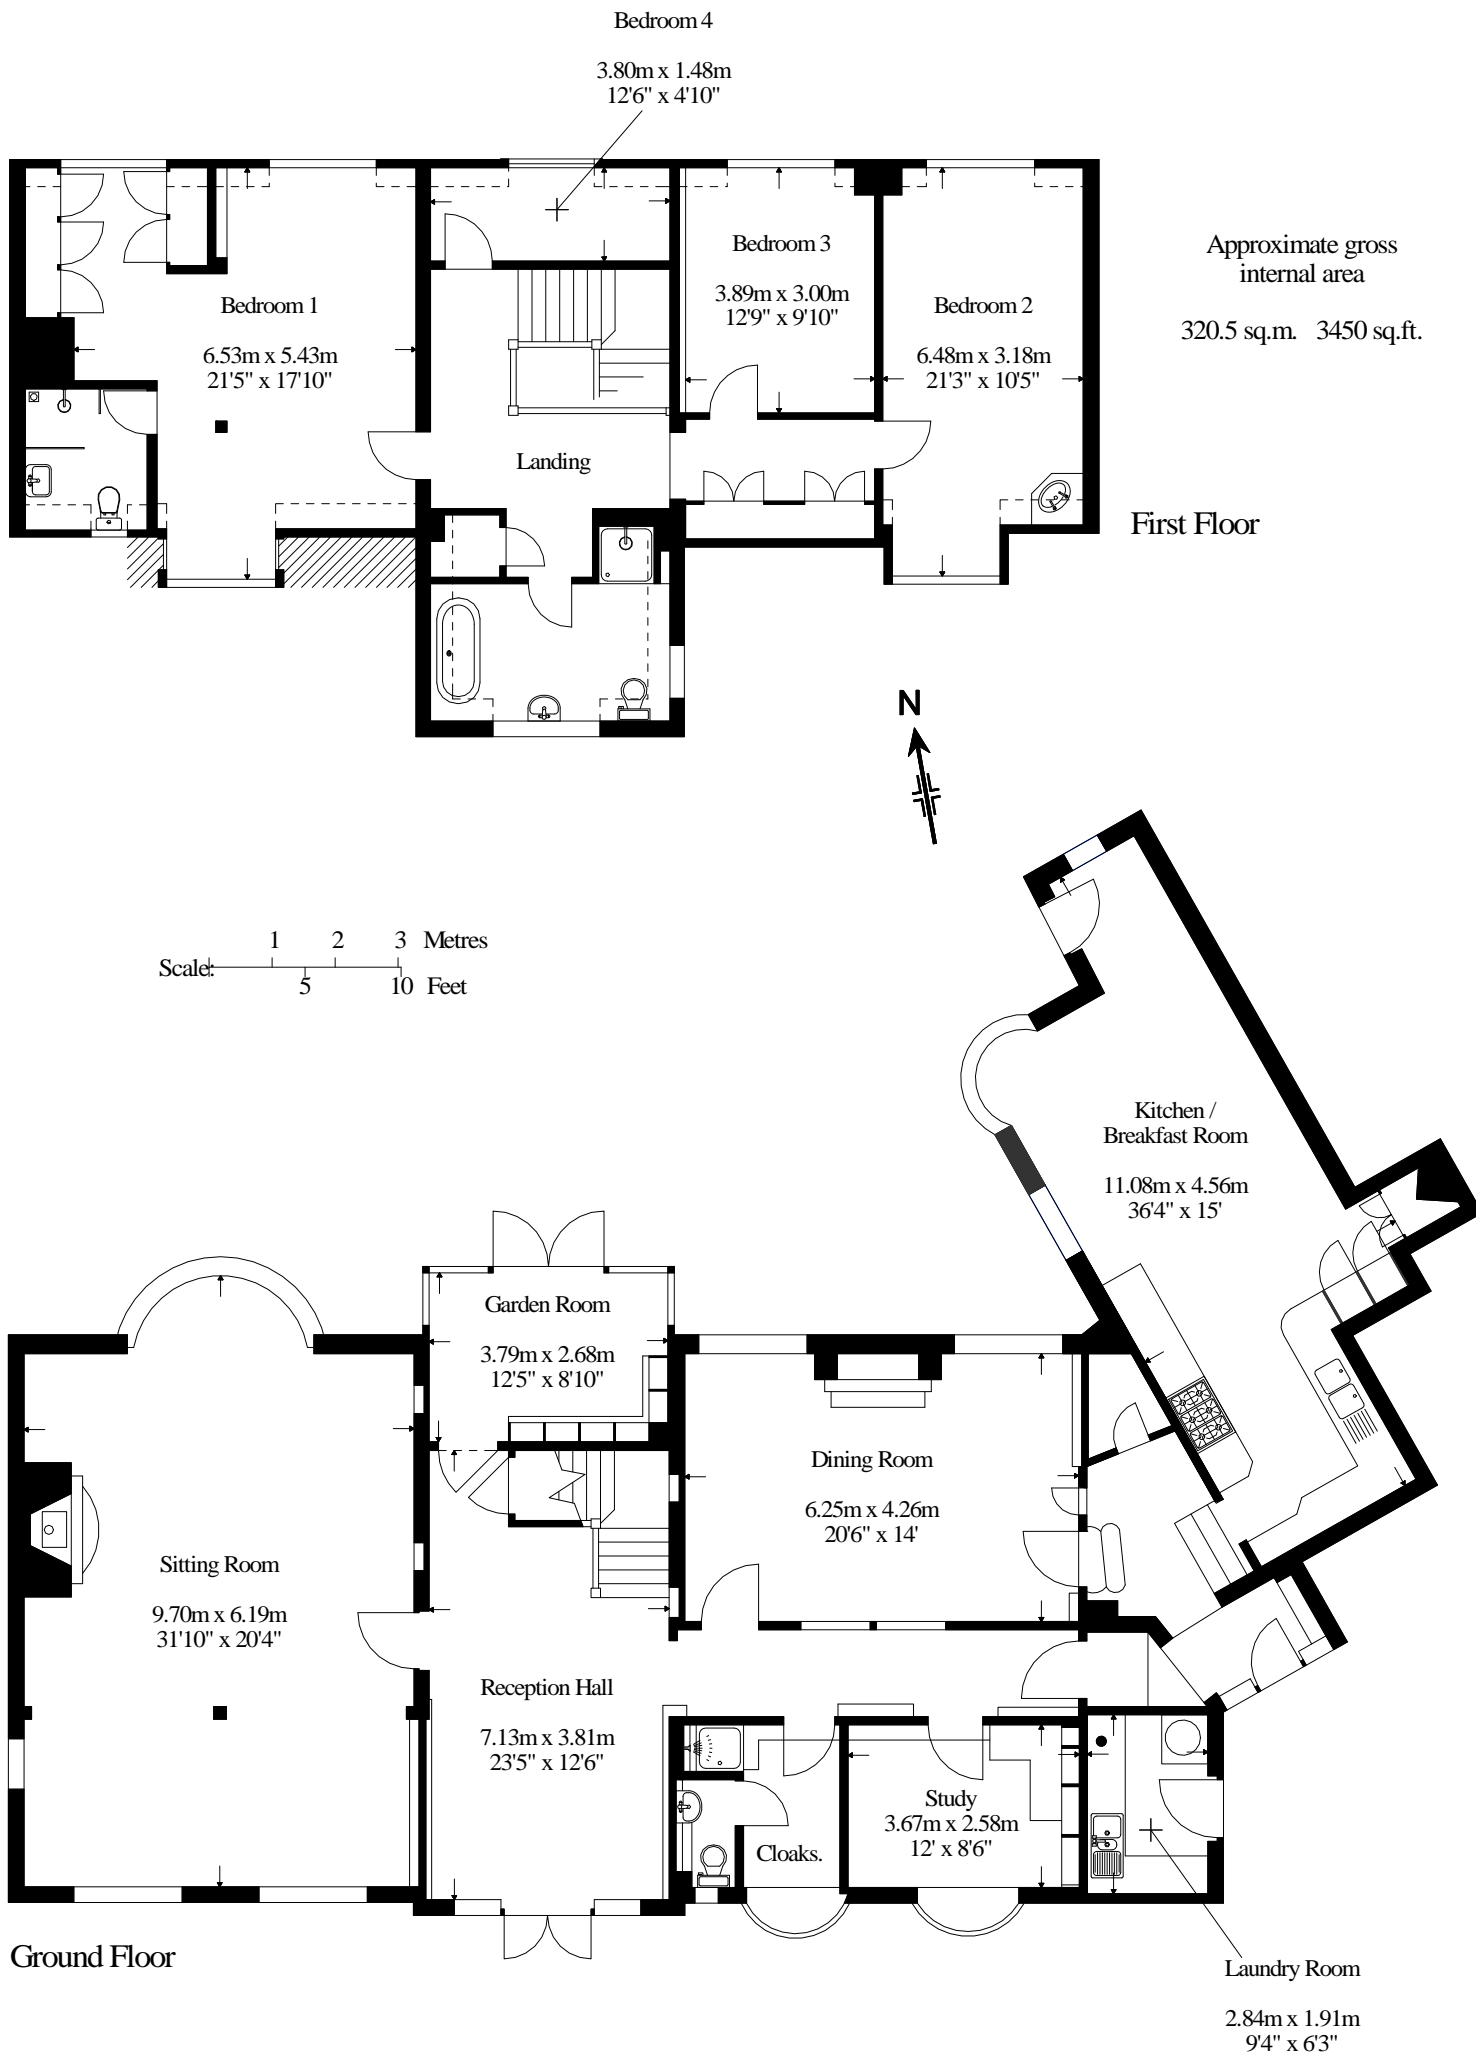 Bedroom 4
3.80m x 1.48m
12'6" x 4'10"
Bedroom 1
6.53m x 5.43m
21'5" x 17'10"
Bedroom 3
3.89m x 3.00m
12'9" x 9'10"
Bedroom 2
6.48m x 3.18m
21'3" x 10'5"
Approximate gross
internal area
320.5 sq.m. 3450 sq.ft.
Landing
First Floor
N
1 2 3 Metres
Scale:
5 10 Feet
Kitchen /
Breakfast Room
11.08m x 4.56m
36'4" x 15'
Garden Room
3.79m x 2.68m
12'5" x 8'10"
Dining Room
6.25m x 4.26m
20'6" x 14'
Sitting Room
9.70m x 6.19m
31'10" x 20'4"
Reception Hall
7.13m x 3.81m
23'5" x 12'6"
Study
3.67m x 2.58m
12' x 8'6"
Cloaks.
Ground Floor
Laundry Room
2.84m x 1.91m
9'4" x 6'3"